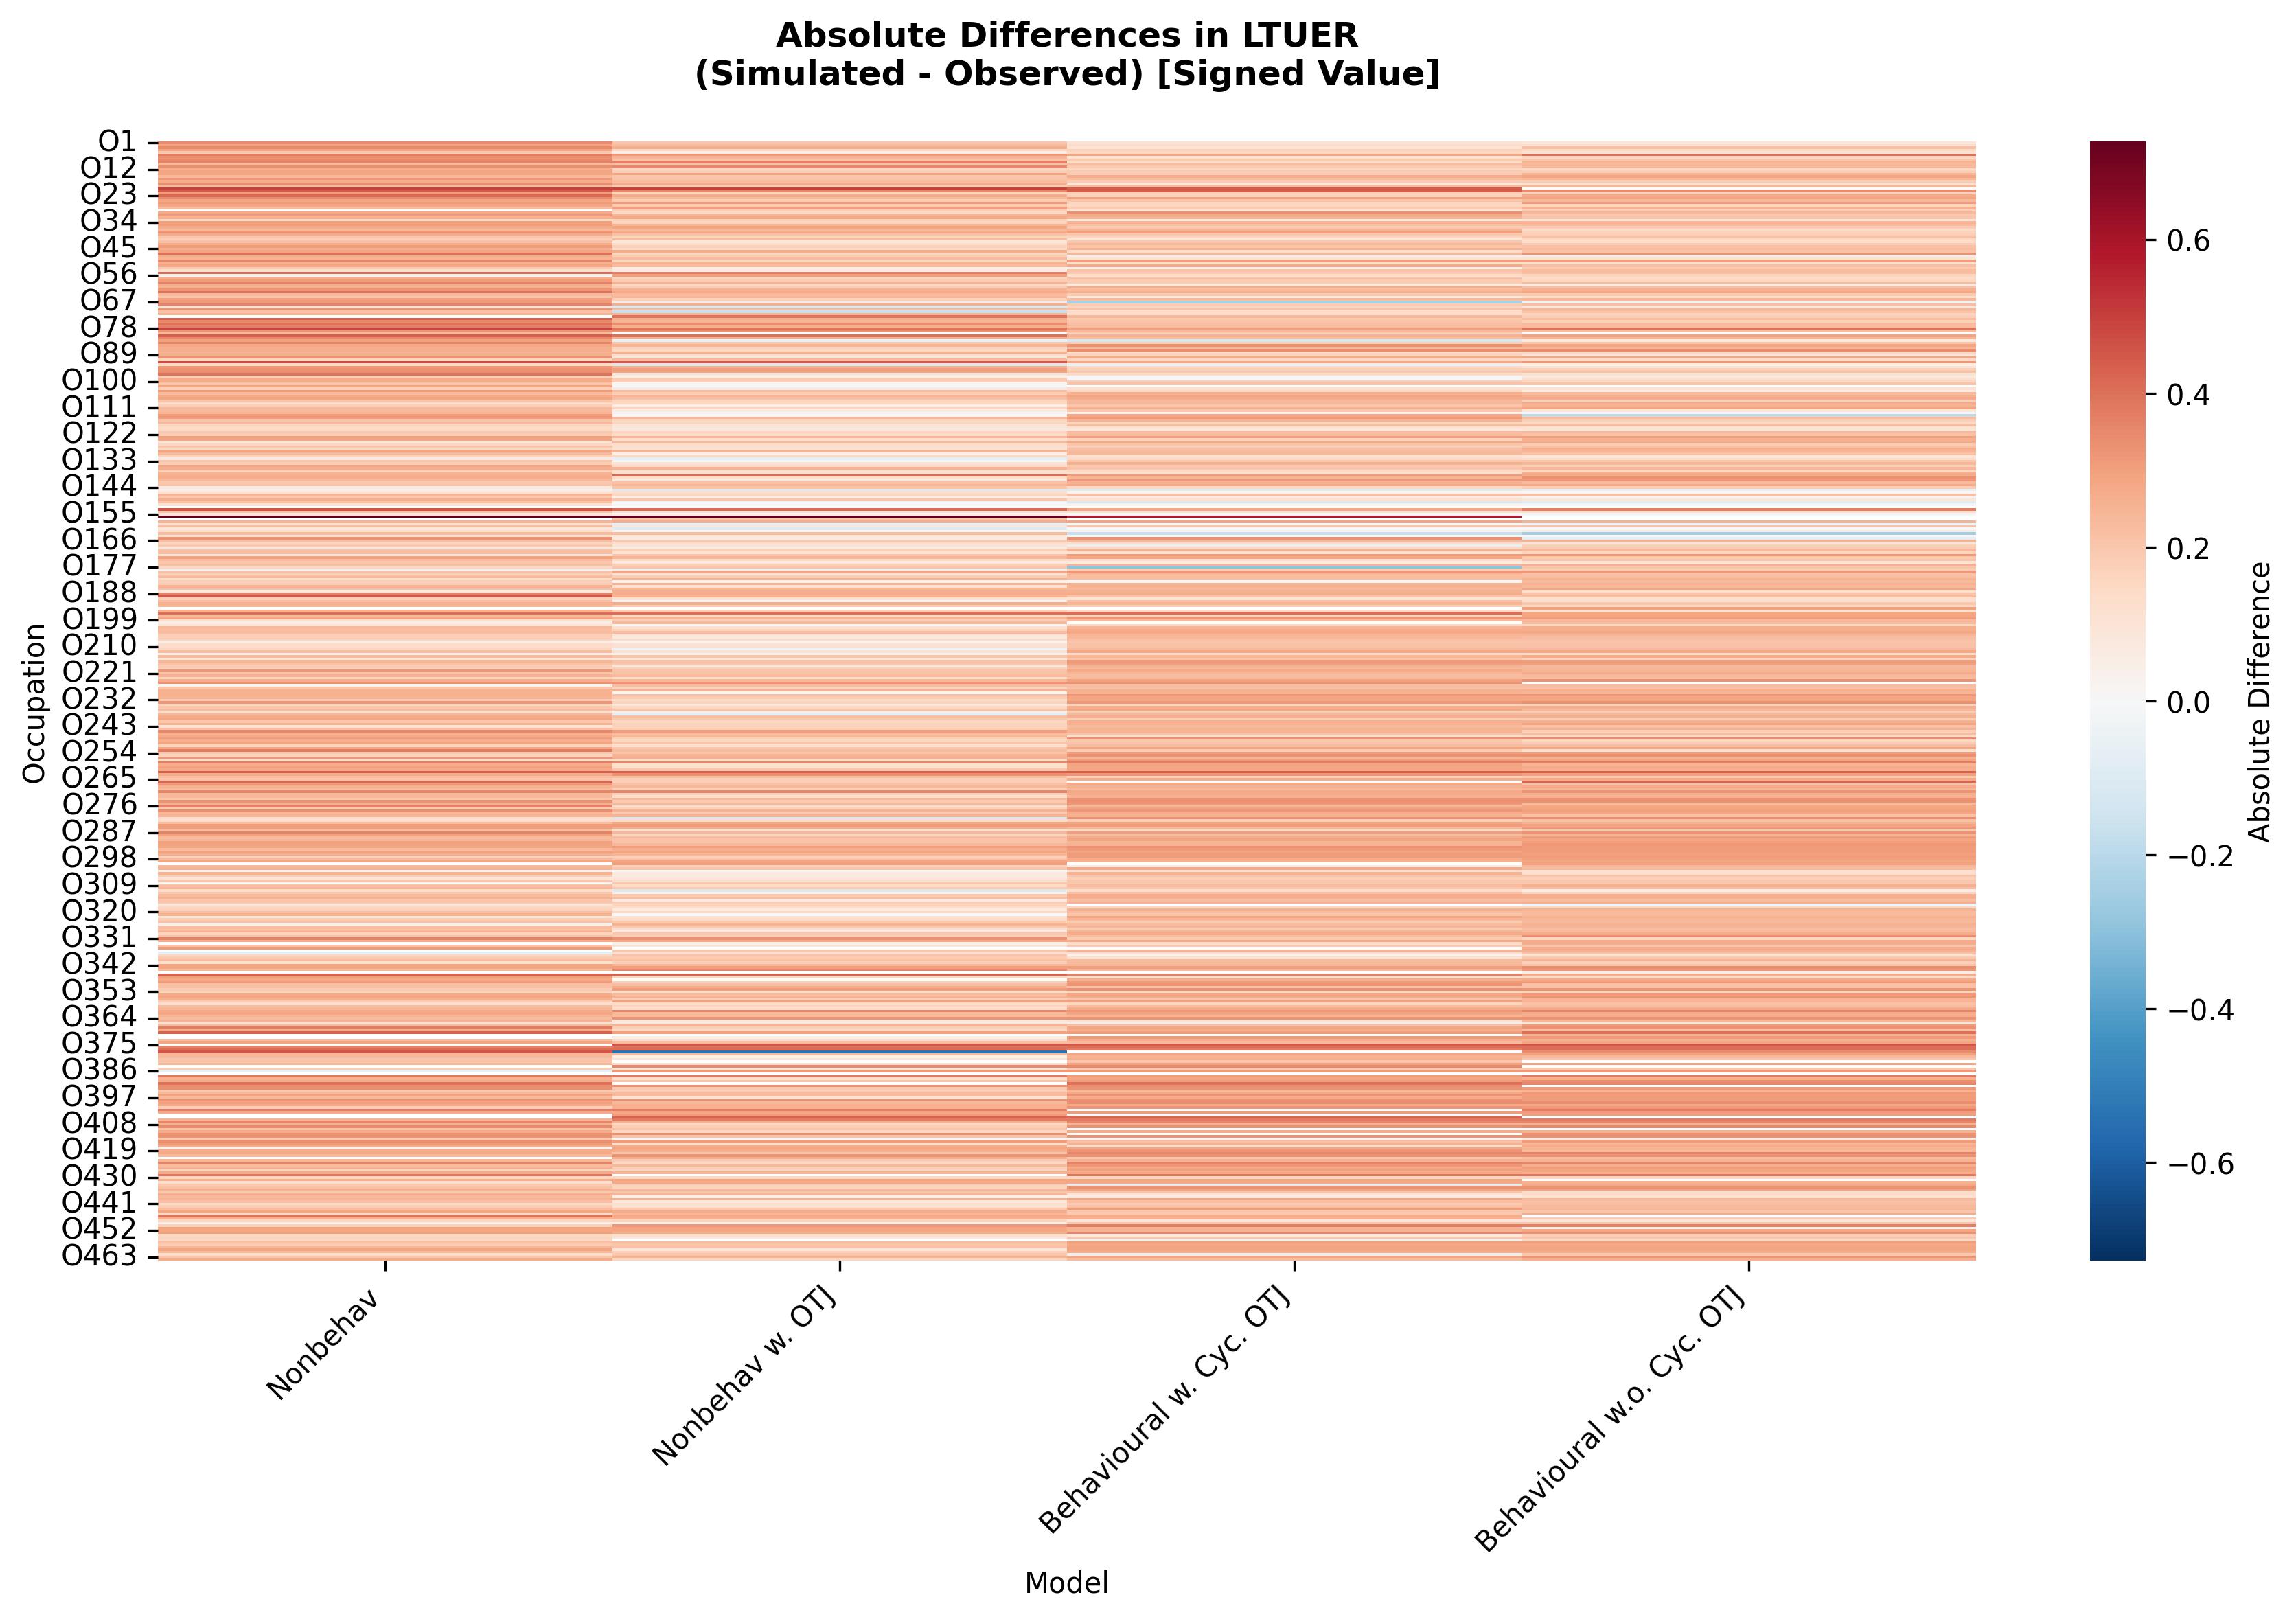 Absolute Differences in LTUER
(Simulated - Observed) [Signed Value]
Occupation
O1
O12
O23
O34
O45
O56
O67
O78
O89
O100
O111
O122
O133
O144
O155
O166
O177
O188
O199
O210
O221
O232
O243
O254
O265
O276
O287
O298
O309
O320
O331
O342
O353
O364
O375
O386
O397
O408
O419
O430
O441
O452
O463
Nonbehav
Nonbehav w. OTJ
Behavioural w. Cyc. OTJ
Behavioural w.o. Cyc. OTJ
Model
0.6
0.4
0.2
0.0
−0.2
−0.4
−0.6
Absolute Difference